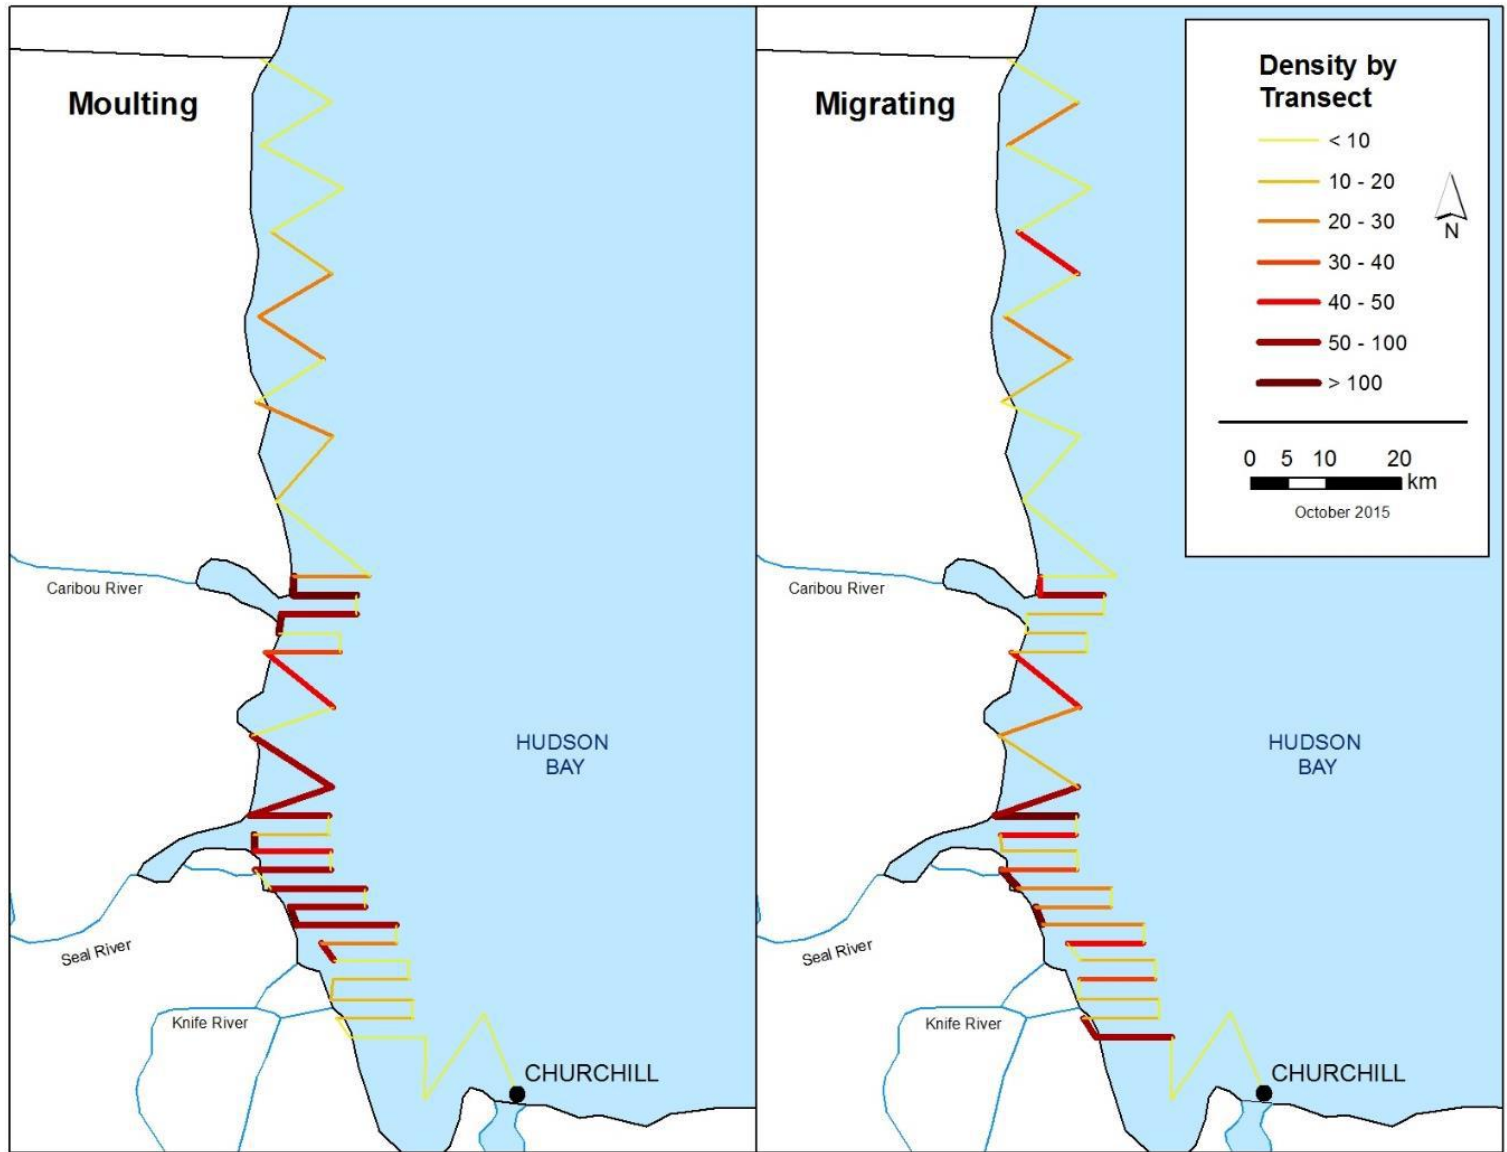 Moulting
Caribou River
HUDSON
BAY
Seal River
Knife River
CHURCHILL
Migrating
Caribou River
HUDSON
BAY
Seal River
Knife River
CHURCHILL
Density by
Transect
< 10
10 - 20
20 - 30
30 - 40
40 - 50
50 - 100
> 100
N
0 5 10 20
km
October 2015